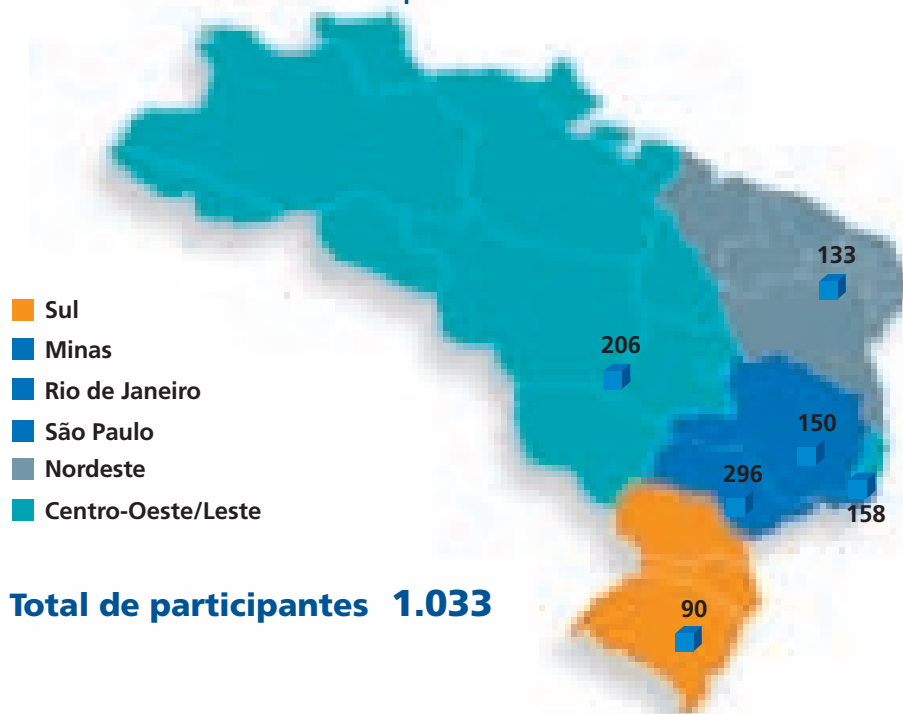 133
206
Sul
Minas
Rio de Janeiro
São Paulo
Nordeste
Centro-Oeste/Leste
150
296
158
Total de participantes 1.033
90